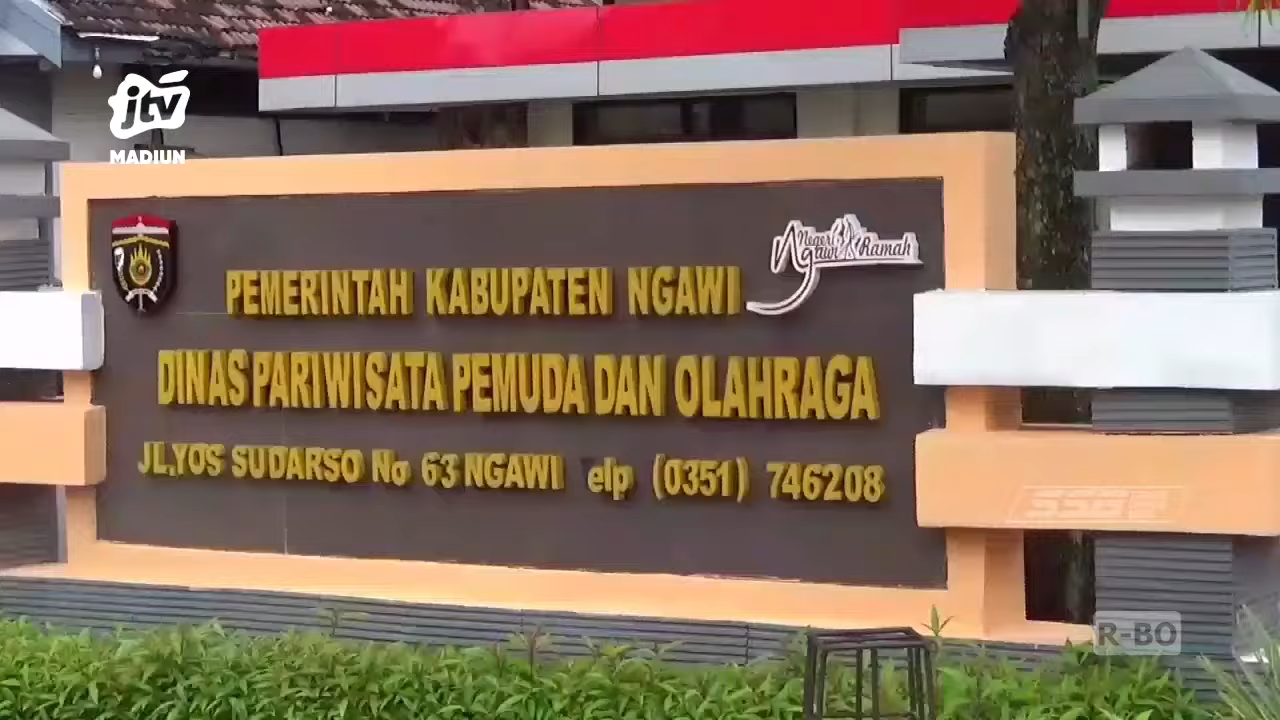 jtv
MADIUN
Negeri Ngawi Ramah
PEMERINTAH KABUPATEN NGAWI
DINAS PARIWISATA PEMUDA DAN OLAHRAGA
JL.YOS SUDARSO No 63 NGAWI elp (0351) 746208
R-BO